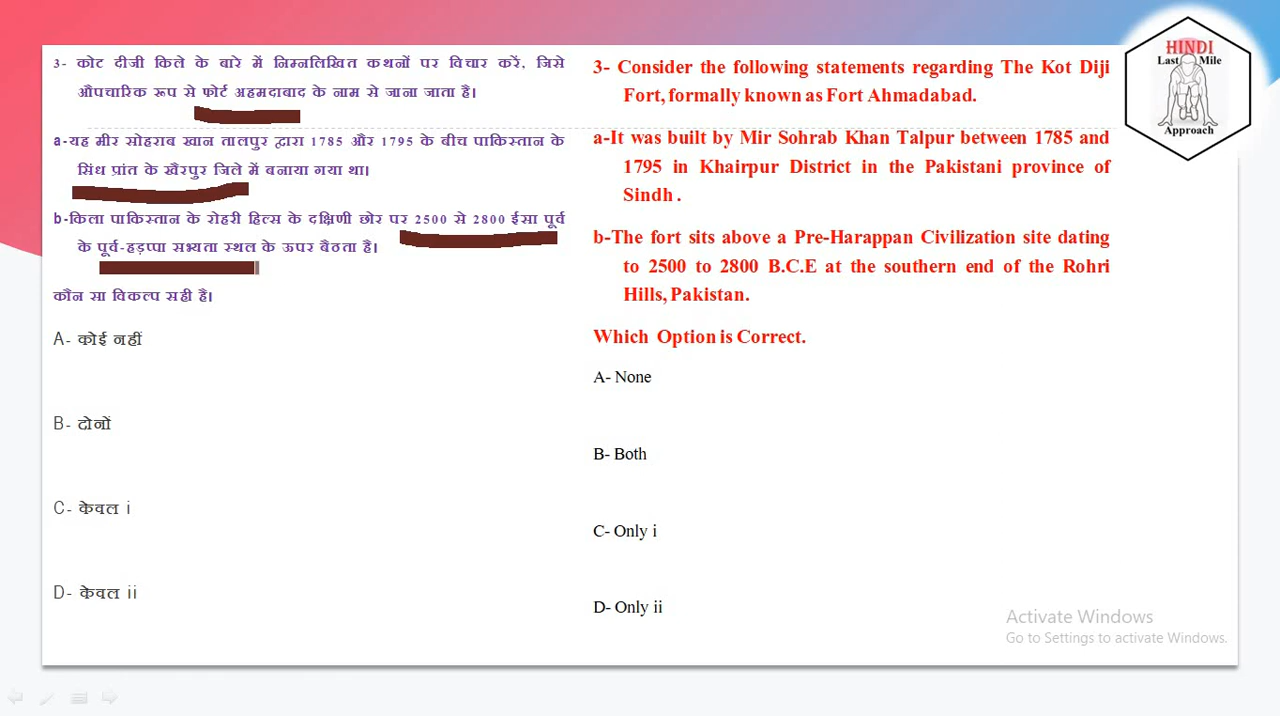 3- कोट दीजी किले के बारे में निम्नलिखित कथनों पर विचार करें, जिसे
औपचारिक रूप से फोर्ट अहमदाबाद के नाम से जाना जाता है।
a-यह मीर सोहराब खान तालपुर द्वारा 1785 और 1795 के बीच पाकिस्तान के
सिंध प्रांत के खैरपुर जिले में बनाया गया था।
b-किला पाकिस्तान के रोहरी हिल्स के दक्षिणी छोर पर 2500 से 2800 ईसा पूर्व
के पूर्व-हड़प्पा सभ्यता स्थल के ऊपर बैठता है।
कौन सा विकल्प सही है।
A- कोई नहीं
B- दोनों
C- केवल i
D- केवल ii
3- Consider the following statements regarding The Kot Diji
Fort, formally known as Fort Ahmadabad.
a-It was built by Mir Sohrab Khan Talpur between 1785 and
1795 in Khairpur District in the Pakistani province of
Sindh .
b-The fort sits above a Pre-Harappan Civilization site dating
to 2500 to 2800 B.C.E at the southern end of the Rohri
Hills, Pakistan.
Which Option is Correct.
A- None
B- Both
C- Only i
D- Only ii
HINDI
Last Mile
Approach
Activate Windows
Go to Settings to activate Windows.